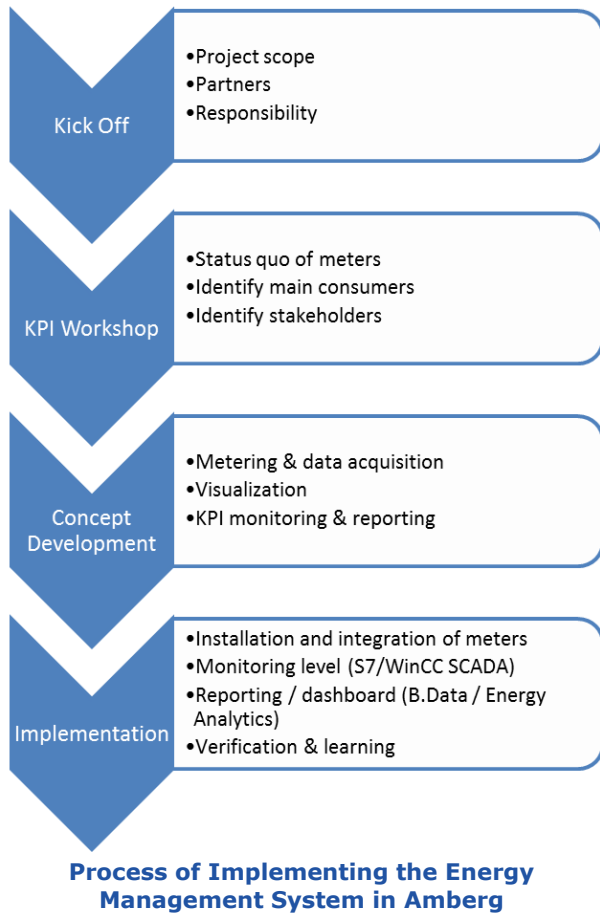 Kick Off
•Project scope
•Partners
•Responsibility
KPI Workshop
•Status quo of meters
•Identify main consumers
•Identify stakeholders
Concept
Development
•Metering & data acquisition
•Visualization
•KPI monitoring & reporting
Implementation
•Installation and integration of meters
•Monitoring level (S7/WinCC SCADA)
•Reporting / dashboard (B.Data / Energy
Analytics)
•Verification & learning
Process of Implementing the Energy
Management System in Amberg